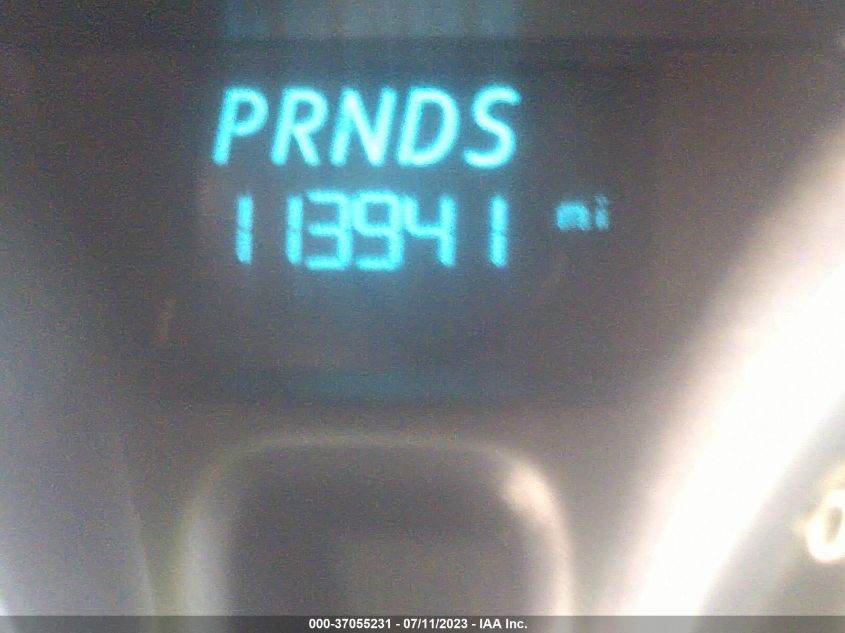 PRNDS
113941 mi
000-37055231 - 07/11/2023 - IAA Inc.